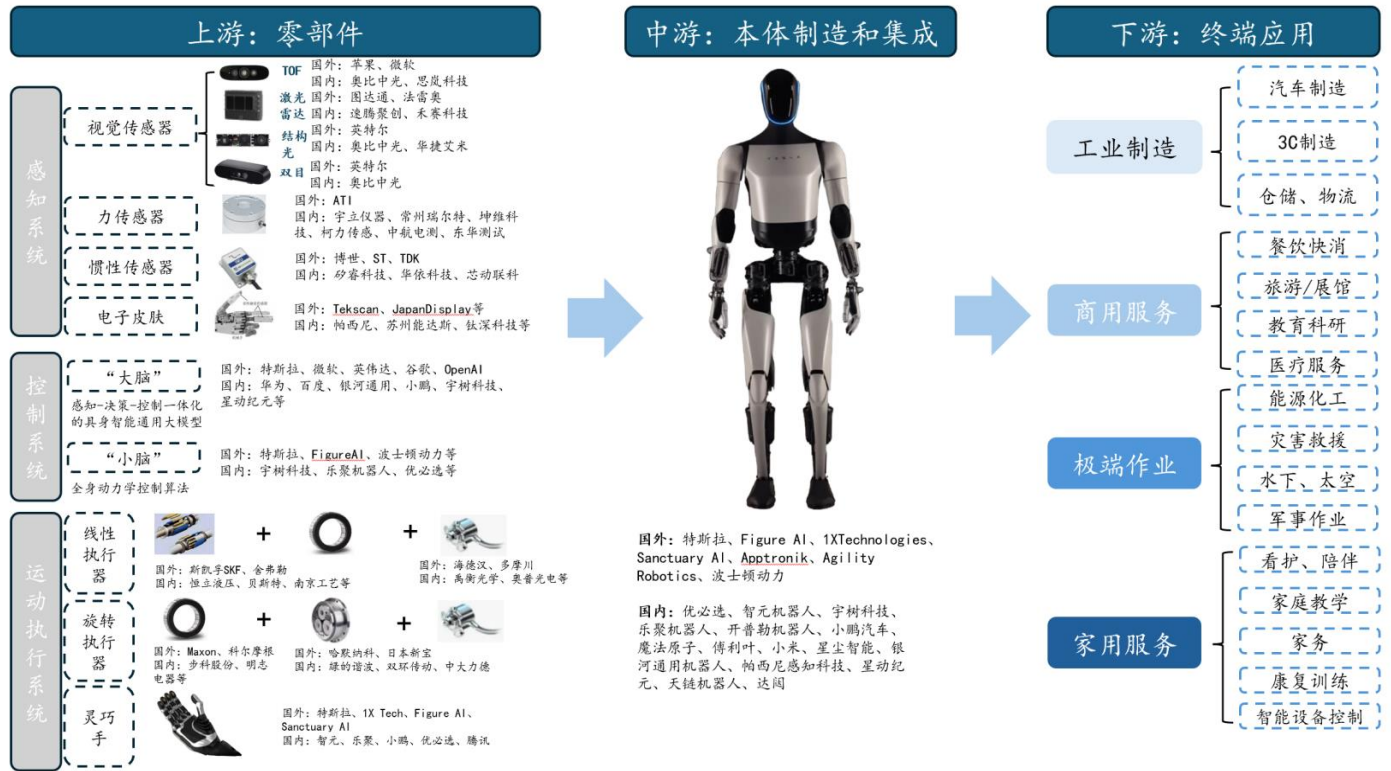 上游：零部件
感知系统
视觉传感器
TOF
国外：苹果、微软
国内：奥比中光、思岚科技
激光
雷达
国外：图达通、法雷奥
国内：速腾聚创、禾赛科技
结构
光
国外：英特尔
国内：奥比中光、华捷艾米
双目
国外：英特尔
国内：奥比中光
力传感器
国外：ATI
国内：宇立仪器、常州瑞尔特、坤维科
技、柯力传感、中航电测、东华测试
惯性传感器
国外：博世、ST、TDK
国内：矽睿科技、华依科技、芯动联科
电子皮肤
国外：Tekscan、JapanDisplay等
国内：帕西尼、苏州能达斯、钛深科技等
控制系统
“大脑”
感知-决策-控制一体化
的具身智能通用大模型
国外：特斯拉、微软、英伟达、谷歌、OpenAI
国内：华为、百度、银河通用、小鹏、宇树科技、
星动纪元等
“小脑”
全身动力学控制算法
国外：特斯拉、FigureAI、波士顿动力等
国内：宇树科技、乐聚机器人、优必选等
运动执行系统
线性
执行
器
+
+
国外：斯凯孚SKF、舍弗勒
国内：恒立液压、贝斯特、南京工艺等
国外：海德汉、多摩川
国内：禹衡光学、奥普光电等
旋转
执行
器
+
+
国外：Maxon、科尔摩根
国内：步科股份、明志
电器等
国外：哈默纳科、日本新宝
国内：绿的谐波、双环传动、中大力德
灵巧
手
国外：特斯拉、1X Tech、Figure AI、
Sanctuary AI
国内：智元、乐聚、小鹏、优必选、腾讯
中游：本体制造和集成
TESLA
国外：特斯拉、Figure AI、1XTechnologies、
Sanctuary AI、Apptronik、Agility
Robotics、波士顿动力
国内：优必选、智元机器人、宇树科技、
乐聚机器人、开普勒机器人、小鹏汽车、
魔法原子、傅利叶、小米、星尘智能、银
河通用机器人、帕西尼感知科技、星动纪
元、天链机器人、达闼
下游：终端应用
工业制造
汽车制造
3C制造
仓储、物流
商用服务
餐饮快消
旅游/展馆
教育科研
医疗服务
极端作业
能源化工
灾害救援
水下、太空
军事作业
家用服务
看护、陪伴
家庭教学
家务
康复训练
智能设备控制